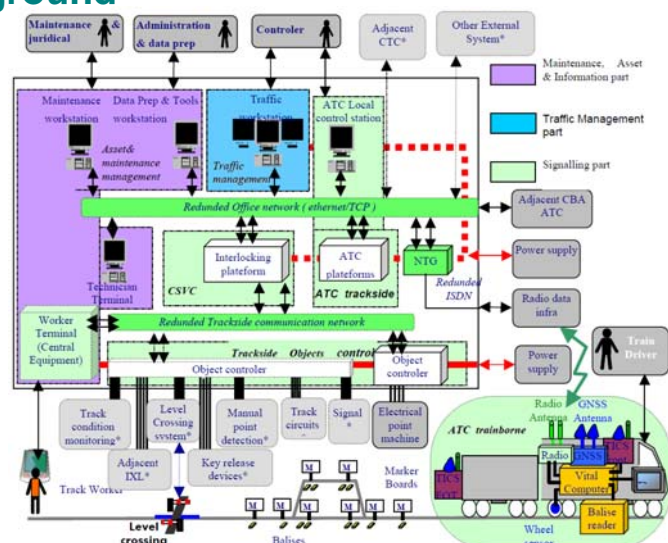 ground
Maintenance &
juridical
Administration
& data prep
Controler
Adjacent
CTC*
Other External
System*
Maintenance, Asset
& Information part
Traffic Management
part
Signalling part
Maintenance
workstation
Data Prep & Tools
workstation
Traffic
workstation
ATC Local
control station
Asset&
maintenance
management
Traffic
management
Redunded Office network ( ethernet/TCP )
Adjacent CBA
ATC
Interlocking
plateform
ATC
plateforms
NTG
Power supply
CSVC
ATC trackside
Redunded
ISDN
Technician
Terminal
Radio data
infra
Worker
Terminal
(Central
Equipment)
Redunded Trackside communication network
Trackside Objects control
Object controler
Object
controler
Power
supply
Train
Driver
Track
condition
monitoring*
Level
Crossing
system*
Manual
point
detection*
Track
circuits
Signal
*
Electrical
point
machine
Adjacent
IXL*
Key release
devices*
Radio
Antenna
GNSS
Antenna
ATC trainborne
Radio
GNSS
TICS
Vital
Computer
TICS
EOT
Balise
reader
Wheel
Track Worker
Marker
Boards
M
M
M
M
M
M
M
M
Level
crossing
Balises